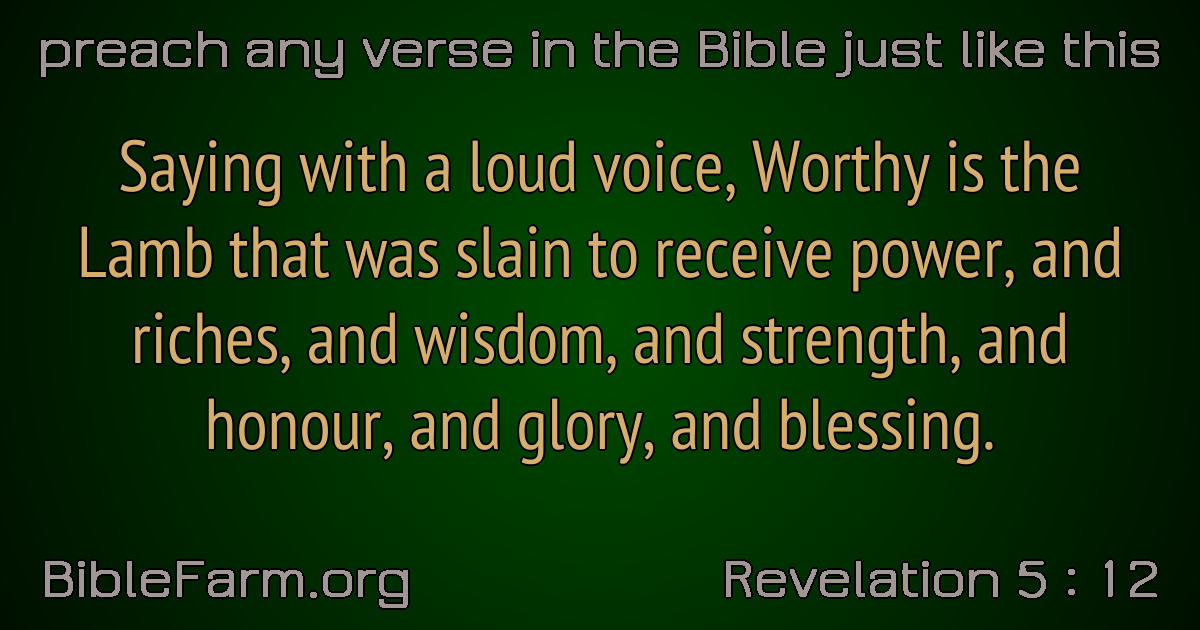 preach any verse in the Bible just like this
Saying with a loud voice, Worthy is the
Lamb that was slain to receive power, and
riches, and wisdom, and strength, and
honour, and glory, and blessing.
BibleFarm.org
Revelation 5 : 12